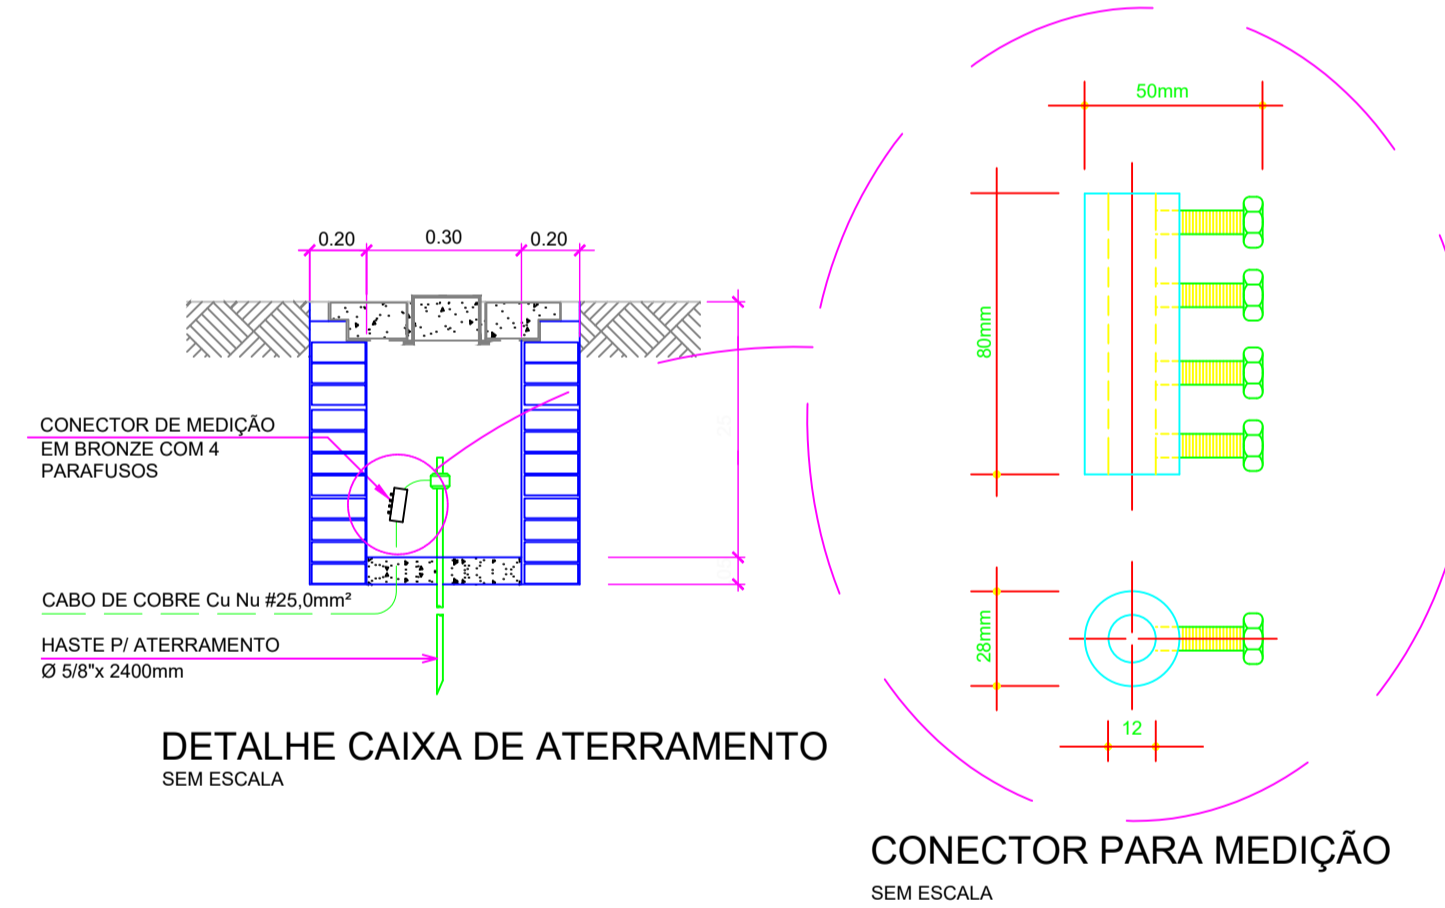 50mm
0.20
0.30
0.20
80mm
CONECTOR DE MEDIÇÃO
EM BRONZE COM 4
PARAFUSOS
CABO DE COBRE Cu Nu #25,0mm²
HASTE P/ ATERRAMENTO
Ø 5/8"x 2400mm
28mm
12
DETALHE CAIXA DE ATERRAMENTO
SEM ESCALA
CONECTOR PARA MEDIÇÃO
SEM ESCALA